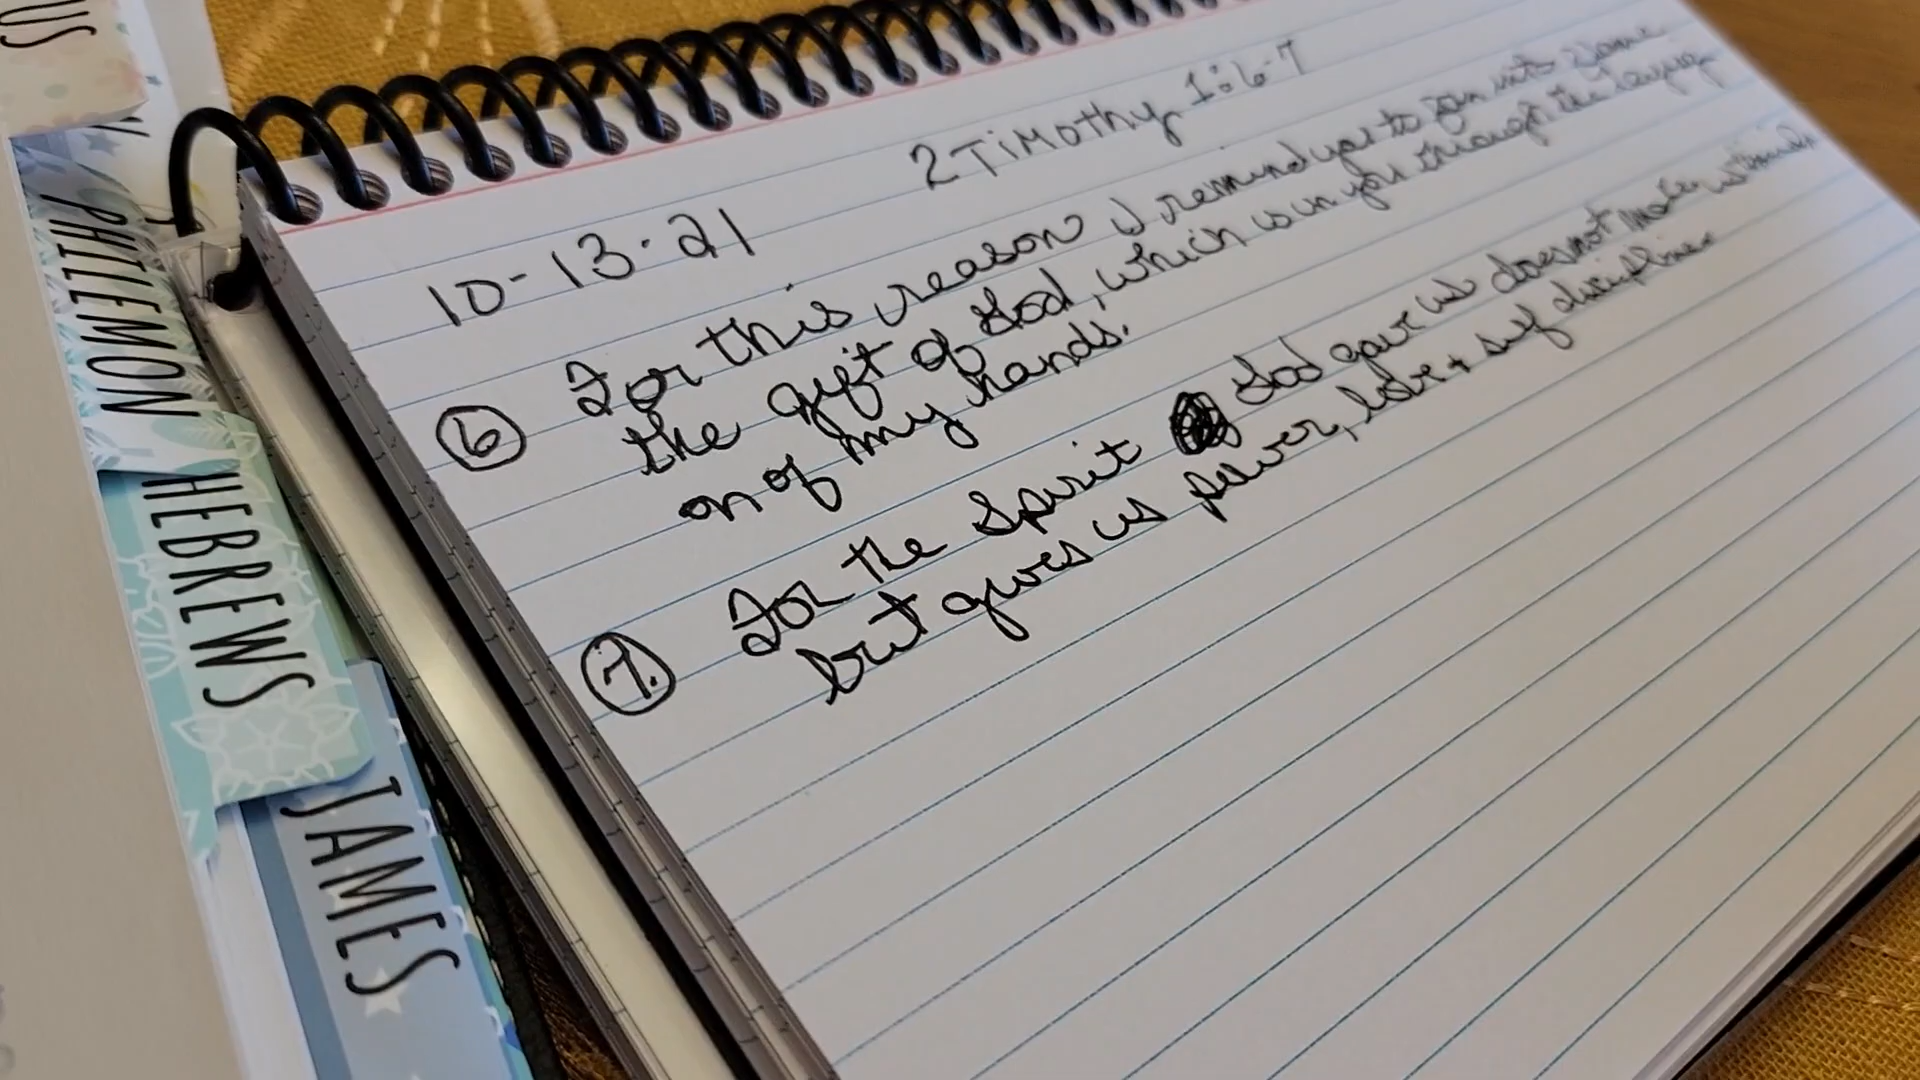 US
PHILEMON
HEBREWS
JAMES
2 TiMothy 1:6-7
10-13-21
6 For this reason I remind you to fan into flame
the gift of God, which is in you through the laying
on of my hands.
7. For the Spirit God gave us does not make us timid,
but gives us power, love + self discipline.